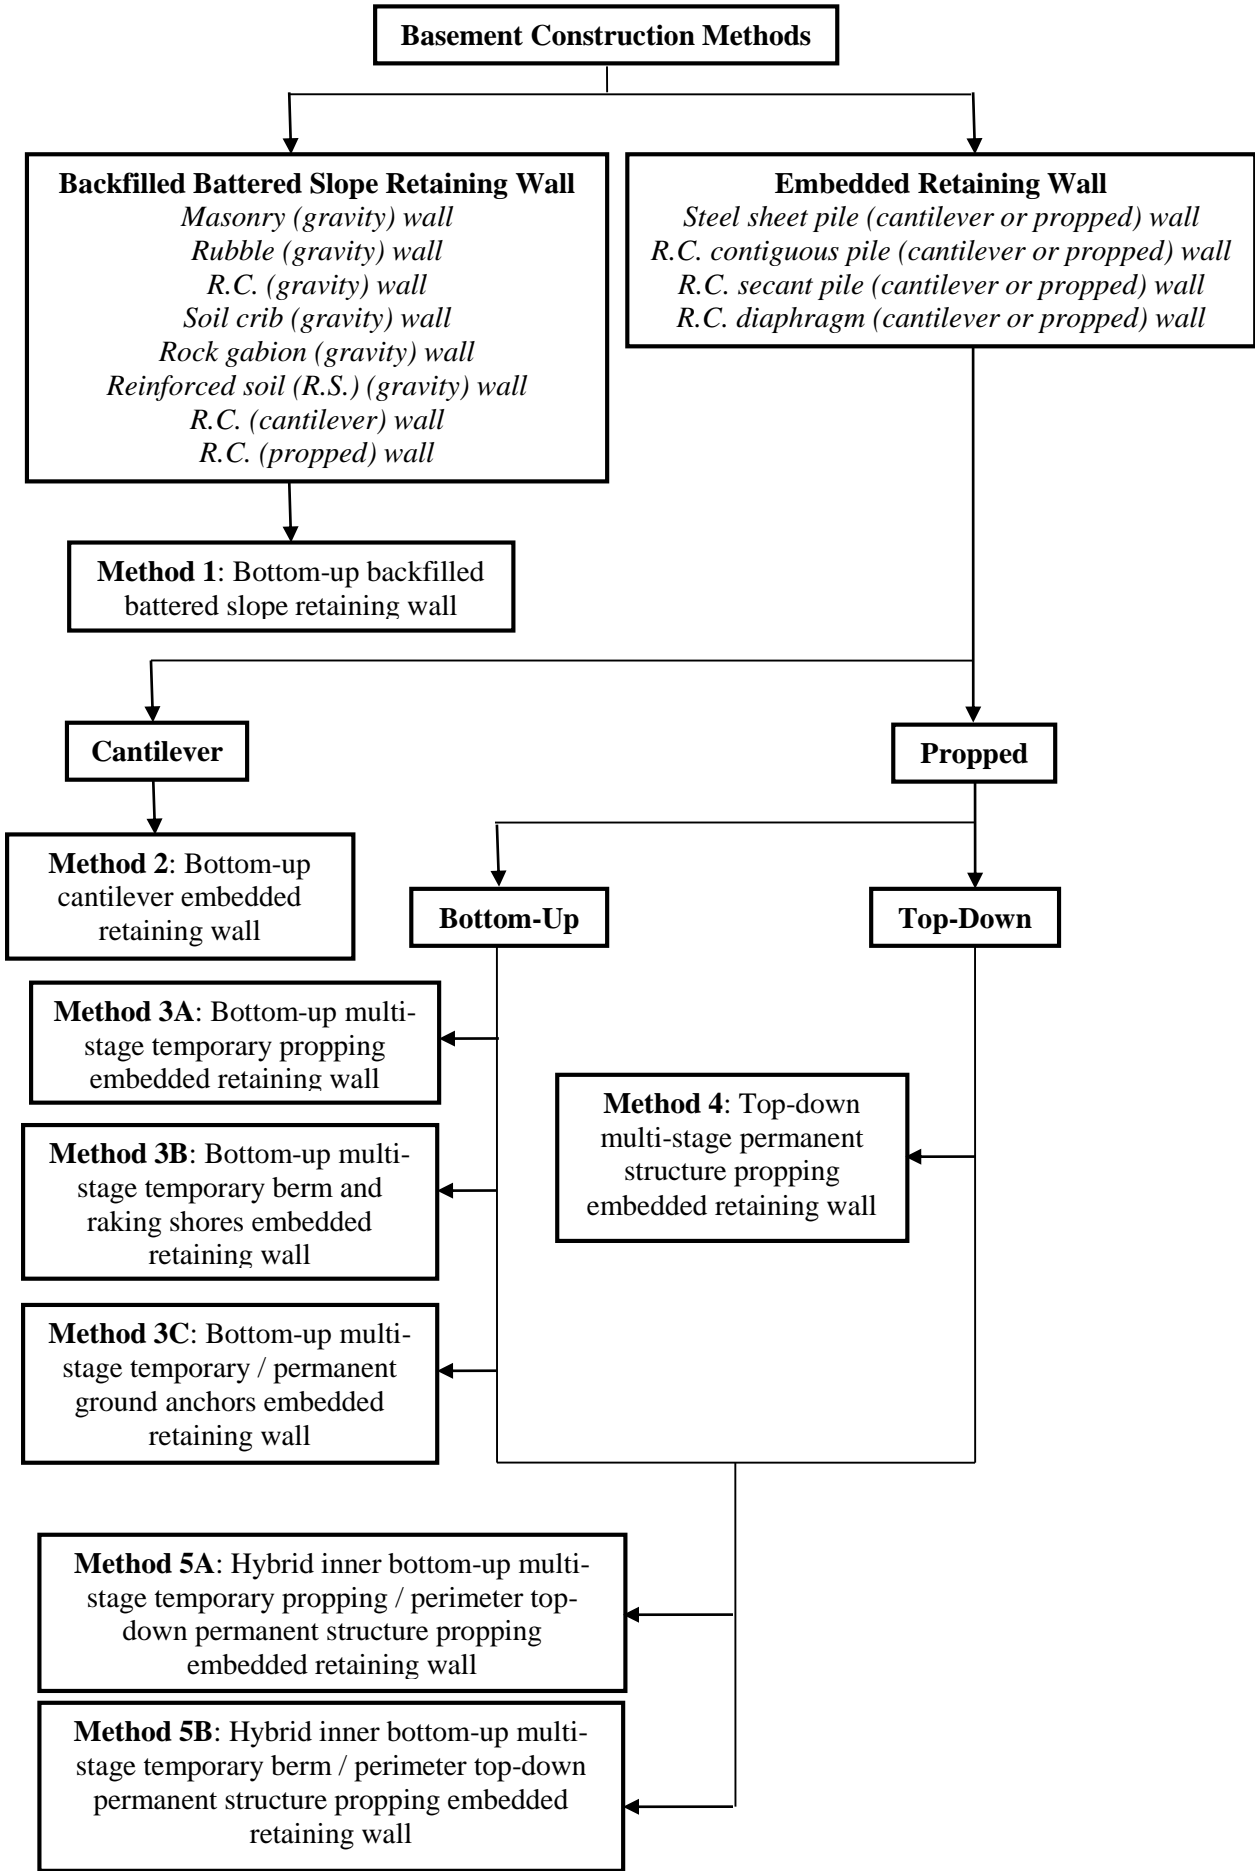 Basement Construction Methods
Backfilled Battered Slope Retaining Wall
Masonry (gravity) wall
Rubble (gravity) wall
R.C. (gravity) wall
Soil crib (gravity) wall
Rock gabion (gravity) wall
Reinforced soil (R.S.) (gravity) wall
R.C. (cantilever) wall
R.C. (propped) wall
Embedded Retaining Wall
Steel sheet pile (cantilever or propped) wall
R.C. contiguous pile (cantilever or propped) wall
R.C. secant pile (cantilever or propped) wall
R.C. diaphragm (cantilever or propped) wall
Method 1: Bottom-up backfilled
battered slope retaining wall
Cantilever
Propped
Method 2: Bottom-up
cantilever embedded
retaining wall
Bottom-Up
Top-Down
Method 3A: Bottom-up multi-
stage temporary propping
embedded retaining wall
Method 4: Top-down
multi-stage permanent
structure propping
embedded retaining wall
Method 3B: Bottom-up multi-
stage temporary berm and
raking shores embedded
retaining wall
Method 3C: Bottom-up multi-
stage temporary / permanent
ground anchors embedded
retaining wall
Method 5A: Hybrid inner bottom-up multi-
stage temporary propping / perimeter top-
down permanent structure propping
embedded retaining wall
Method 5B: Hybrid inner bottom-up multi-
stage temporary berm / perimeter top-down
permanent structure propping embedded
retaining wall